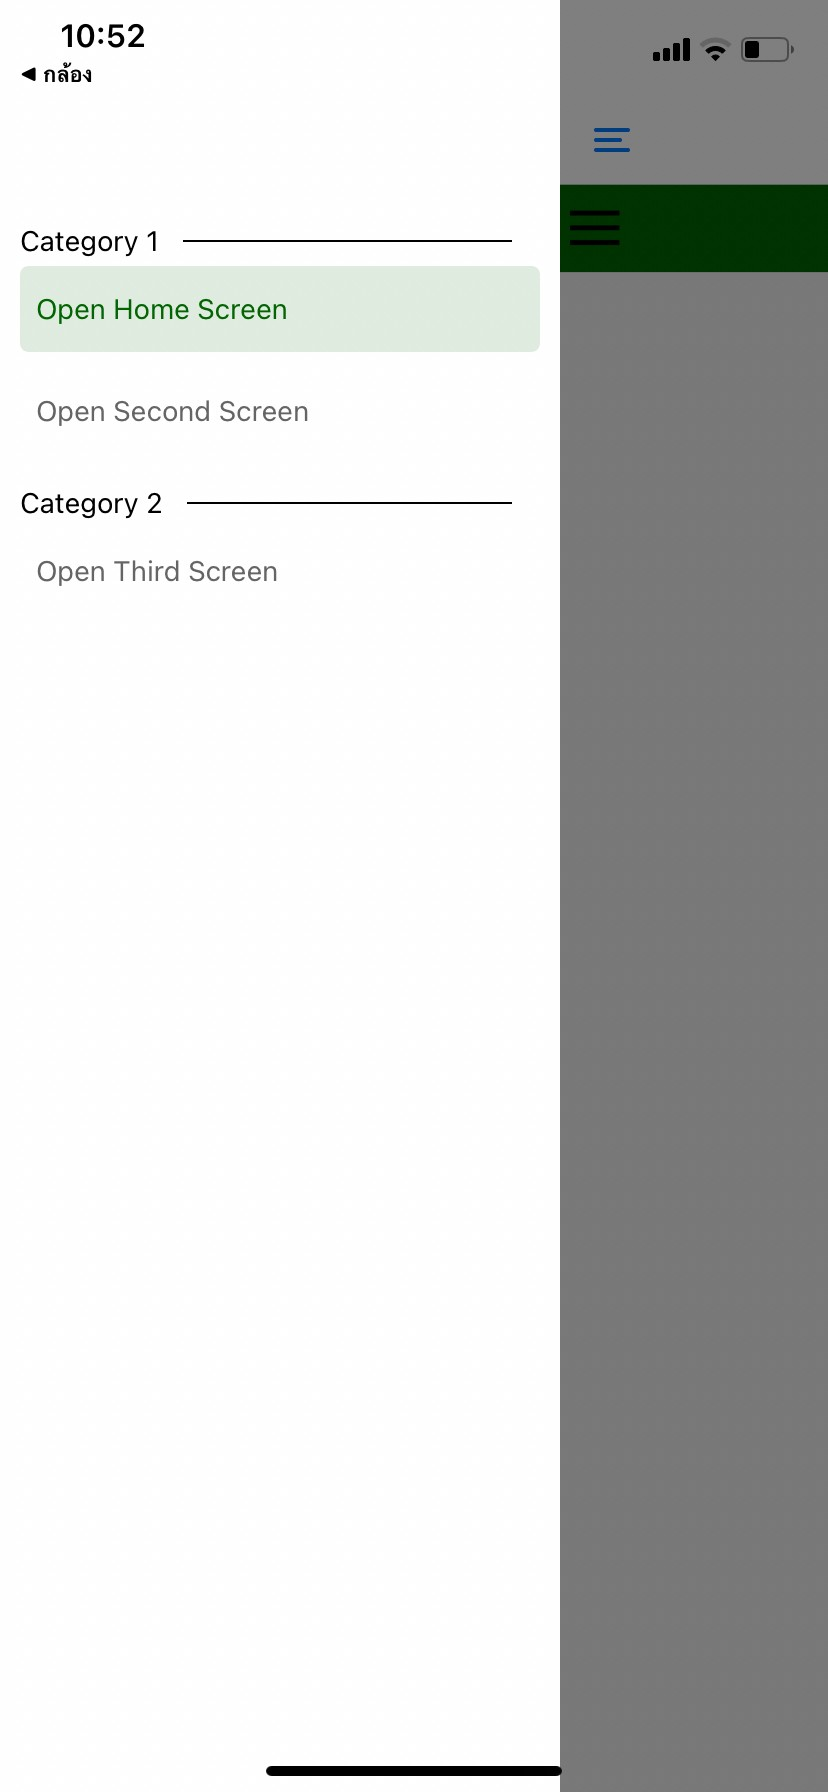 10:52
◀ กล้อง
Category 1
Open Home Screen
Open Second Screen
Category 2
Open Third Screen